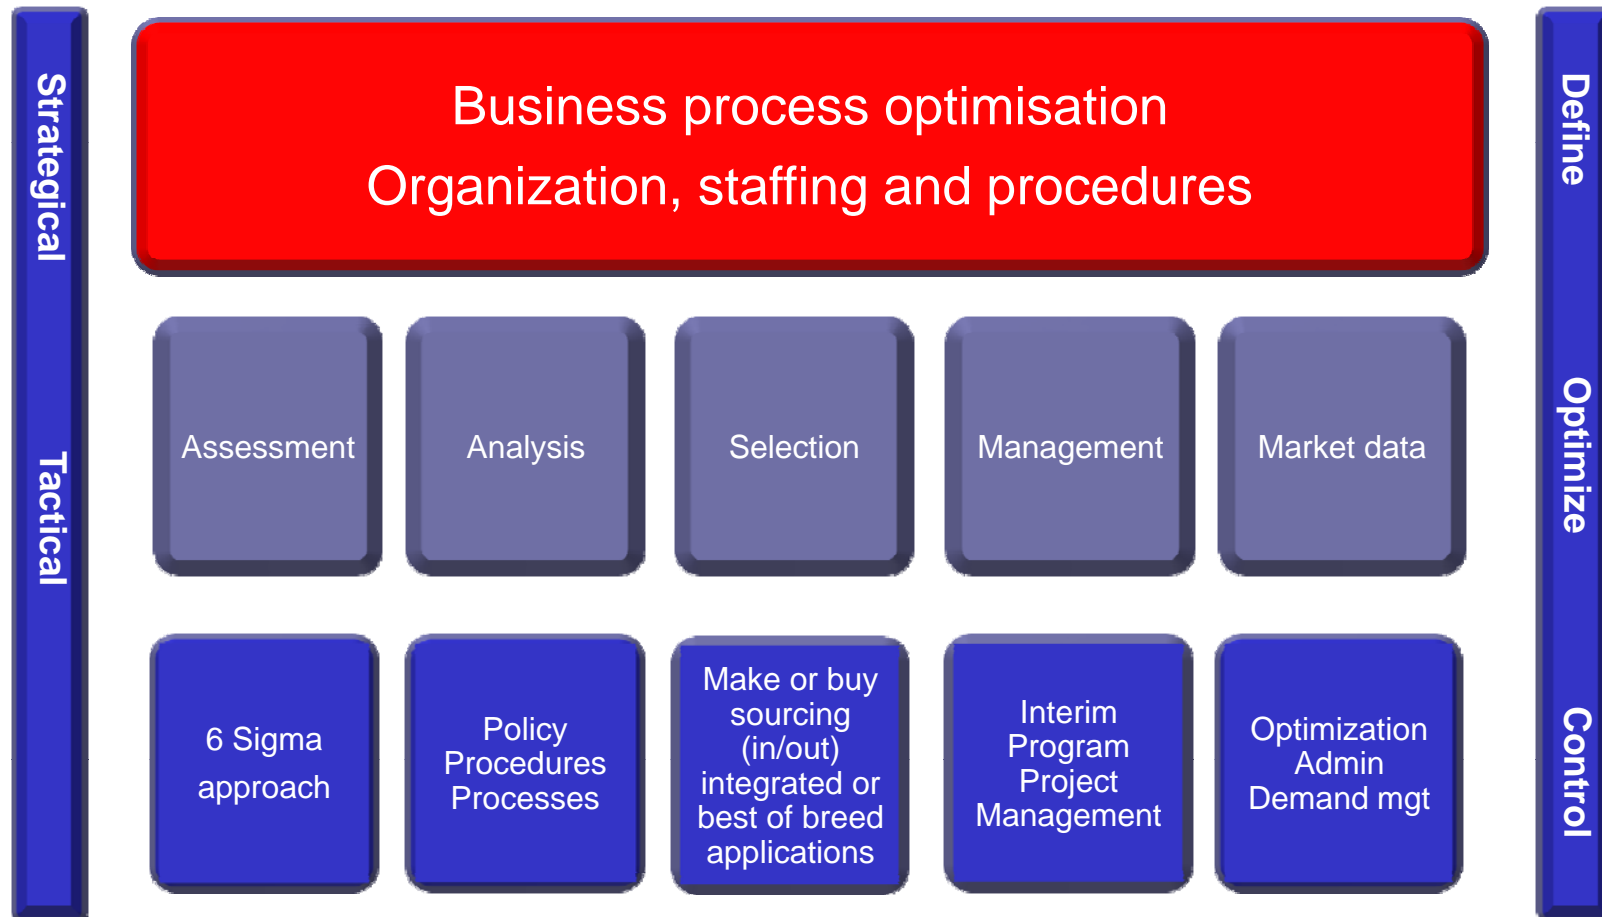 Strategical
Tactical
Business process optimisation
Organization, staffing and procedures
Assessment
Analysis
Selection
Management
Market data
6 Sigma
approach
Policy
Procedures
Processes
Make or buy
sourcing
(in/out)
integrated or
best of breed
applications
Interim
Program
Project
Management
Optimization
Admin
Demand mgt
Define
Optimize
Control